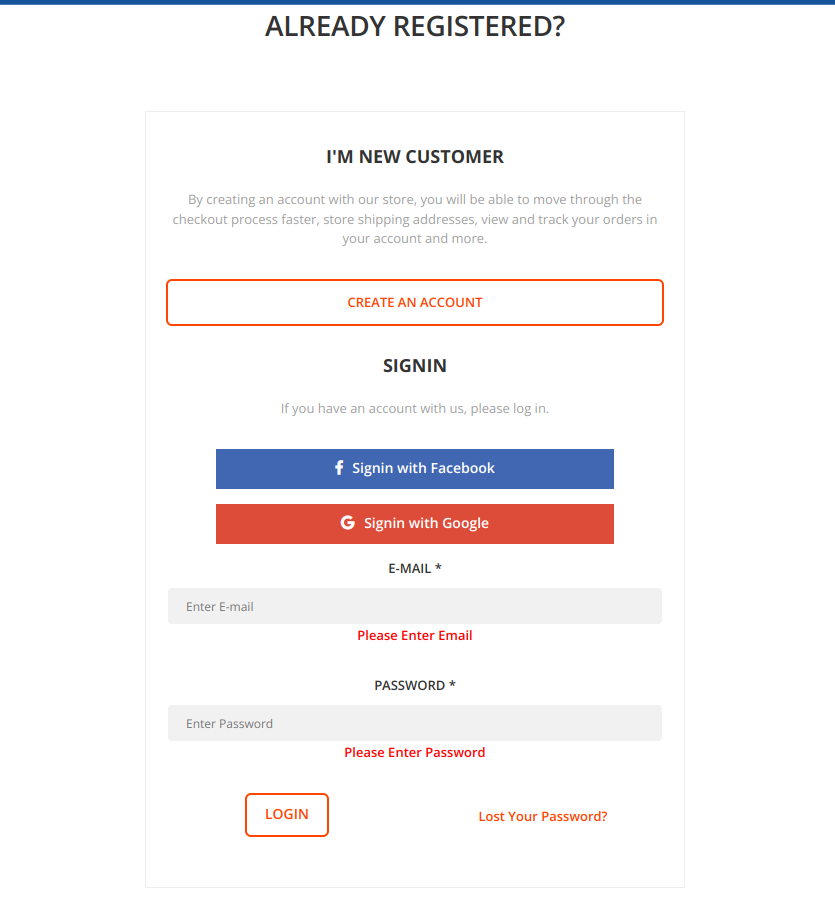 ALREADY REGISTERED?
I'M NEW CUSTOMER
By creating an account with our store, you will be able to move through the
checkout process faster, store shipping addresses, view and track your orders in
your account and more.
CREATE AN ACCOUNT
SIGNIN
If you have an account with us, please log in.
Signin with Facebook
Signin with Google
E-MAIL *
Enter E-mail
Please Enter Email
PASSWORD *
Enter Password
Please Enter Password
LOGIN
Lost Your Password?